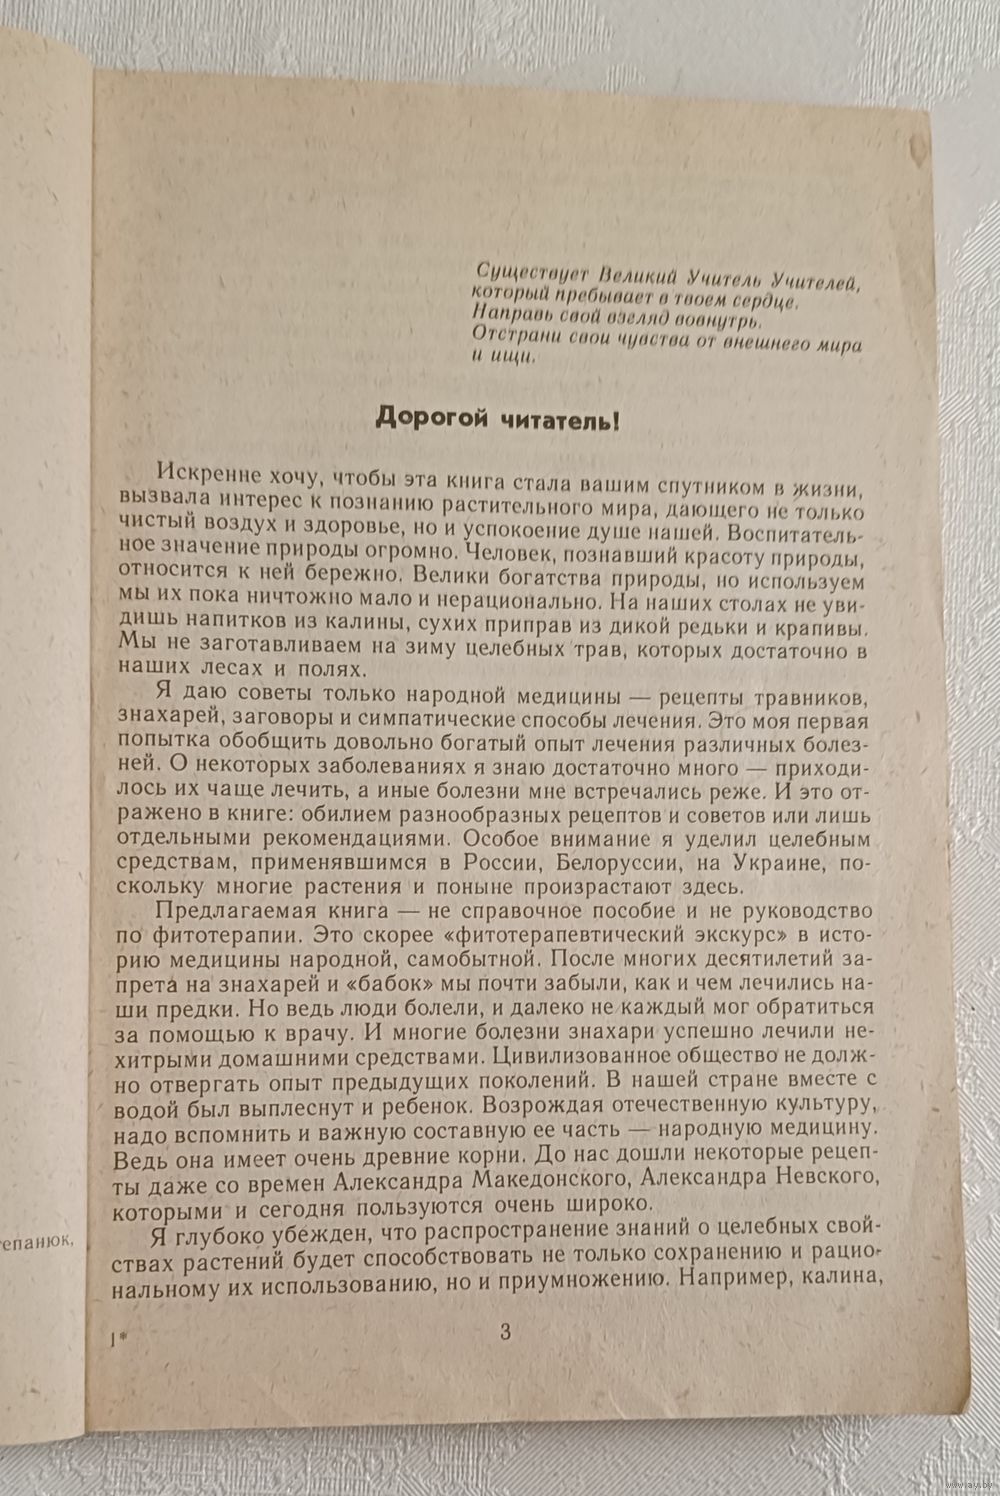 Существует Великий Учитель Учителей,
который пребывает в твоем сердце.
Направь свой взгляд вовнутрь.
Отстрани свои чувства от внешнего мира
и ищи.
Дорогой читатель!
Искренне хочу, чтобы эта книга стала вашим спутником в жизни,
вызвала интерес к познанию растительного мира, дающего не только
чистый воздух и здоровье, но и успокоение душе нашей. Воспитатель-
ное значение природы огромно. Человек, познавший красоту природы,
относится к ней бережно. Велики богатства природы, но используем
мы их пока ничтожно мало и нерационально. На наших столах не уви-
дишь напитков из калины, сухих приправ из дикой редьки и крапивы.
Мы не заготавливаем на зиму целебных трав, которых достаточно в
наших лесах и полях.
Я даю советы только народной медицины — рецепты травников,
знахарей, заговоры и симпатические способы лечения. Это моя первая
попытка обобщить довольно богатый опыт лечения различных болез-
ней. О некоторых заболеваниях я знаю достаточно много — приходи-
лось их чаще лечить, а иные болезни мне встречались реже. И это от-
ражено в книге: обилием разнообразных рецептов и советов или лишь
отдельными рекомендациями. Особое внимание я уделил целебным
средствам, применявшимся в России, Белоруссии, на Украине, по-
скольку многие растения и поныне произрастают здесь.
Предлагаемая книга — не справочное пособие и не руководство
по фитотерапии. Это скорее «фитотерапевтический экскурс» в исто-
рию медицины народной, самобытной. После многих десятилетий за-
прета на знахарей и «бабок» мы почти забыли, как и чем лечились на-
ши предки. Но ведь люди болели, и далеко не каждый мог обратиться
за помощью к врачу. И многие болезни знахари успешно лечили не-
хитрыми домашними средствами. Цивилизованное общество не долж-
но отвергать опыт предыдущих поколений. В нашей стране вместе с
водой был выплеснут и ребенок. Возрождая отечественную культуру,
надо вспомнить и важную составную ее часть — народную медицину.
Ведь она имеет очень древние корни. До нас дошли некоторые рецеп-
ты даже со времен Александра Македонского, Александра Невского,
которыми и сегодня пользуются очень широко.
Я глубоко убежден, что распространение знаний о целебных свой-
ствах растений будет способствовать не только сохранению и рацио-
нальному их использованию, но и приумножению. Например, калина,
1*
3
тепанюк,
www.ay.by